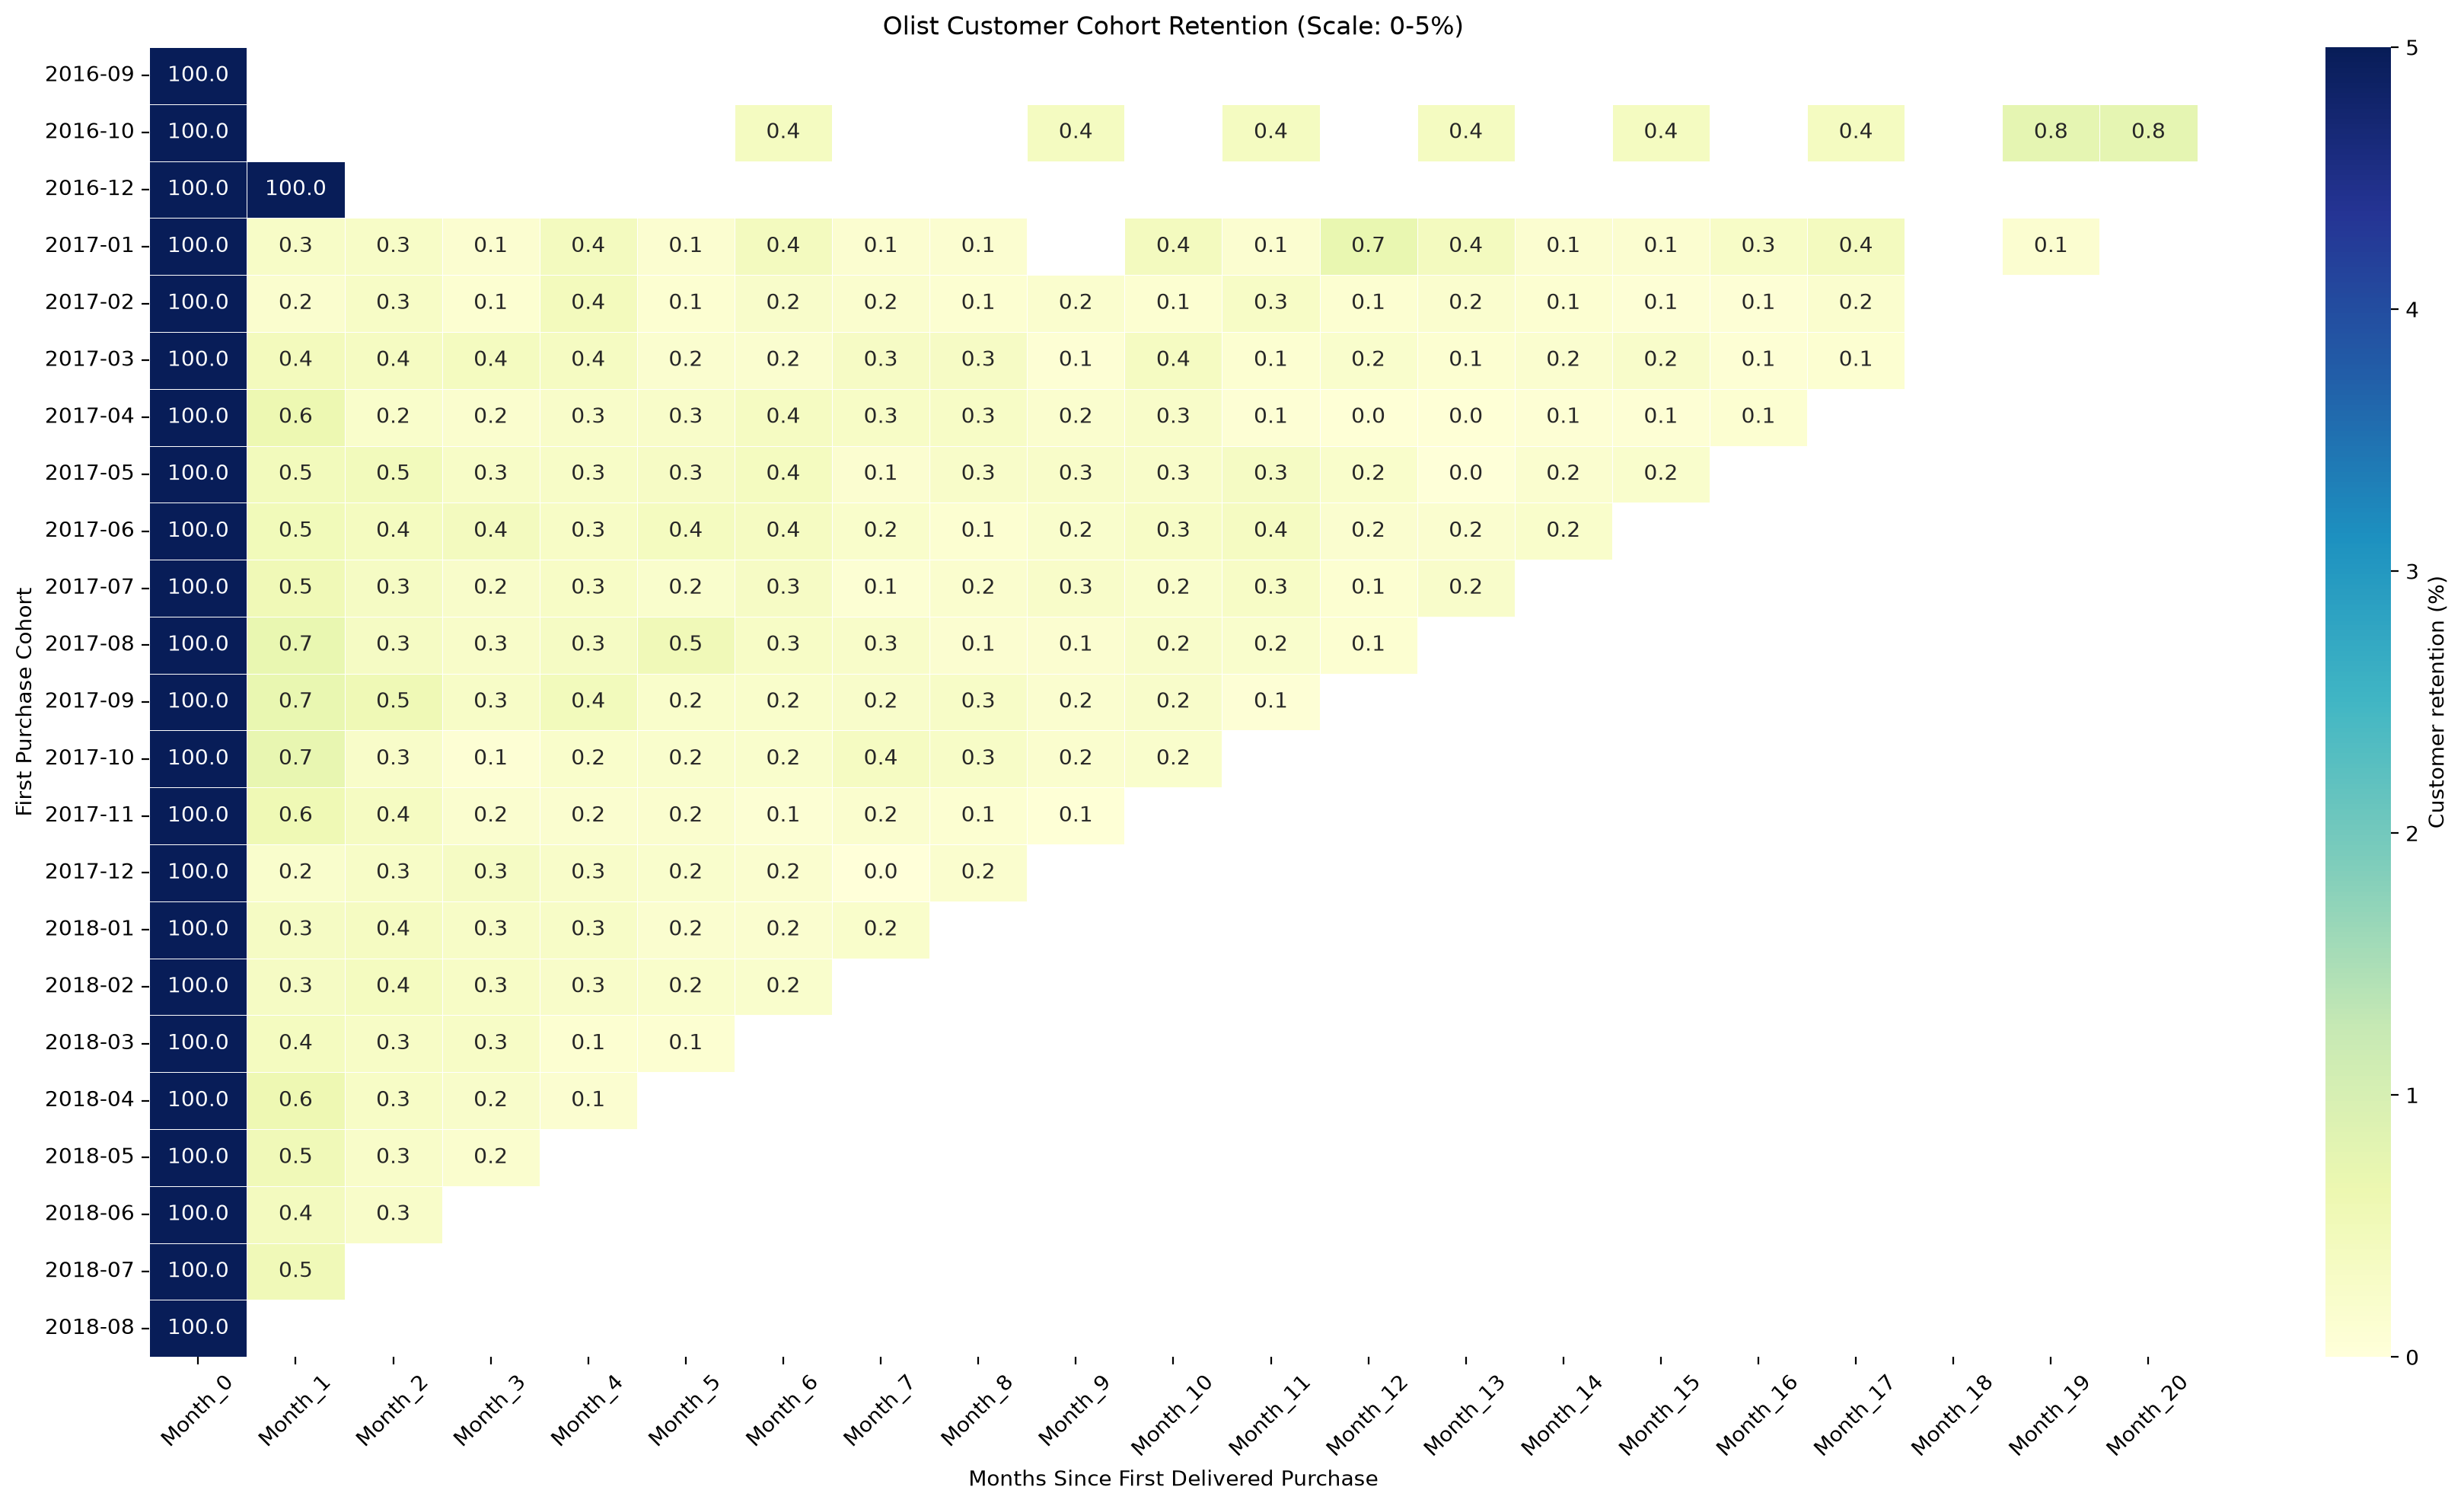 Olist Customer Cohort Retention (Scale: 0-5%)
First Purchase Cohort
2016-09 100.0
2016-10 100.0 0.4 0.4 0.4 0.4 0.4 0.4 0.8 0.8
2016-12 100.0 100.0
2017-01 100.0 0.3 0.3 0.1 0.4 0.1 0.4 0.1 0.1 0.4 0.1 0.7 0.4 0.1 0.1 0.3 0.4 0.1
2017-02 100.0 0.2 0.3 0.1 0.4 0.1 0.2 0.2 0.1 0.2 0.1 0.3 0.1 0.2 0.1 0.1 0.1 0.2
2017-03 100.0 0.4 0.4 0.4 0.4 0.2 0.2 0.3 0.3 0.1 0.4 0.1 0.2 0.1 0.2 0.2 0.1 0.1
2017-04 100.0 0.6 0.2 0.2 0.3 0.3 0.4 0.3 0.3 0.2 0.3 0.1 0.0 0.0 0.1 0.1 0.1
2017-05 100.0 0.5 0.5 0.3 0.3 0.3 0.4 0.1 0.3 0.3 0.3 0.3 0.2 0.0 0.2 0.2
2017-06 100.0 0.5 0.4 0.4 0.3 0.4 0.4 0.2 0.1 0.2 0.3 0.4 0.2 0.2 0.2
2017-07 100.0 0.5 0.3 0.2 0.3 0.2 0.3 0.1 0.2 0.3 0.2 0.3 0.1 0.2
2017-08 100.0 0.7 0.3 0.3 0.3 0.5 0.3 0.3 0.1 0.1 0.2 0.2 0.1
2017-09 100.0 0.7 0.5 0.3 0.4 0.2 0.2 0.2 0.3 0.2 0.2 0.1
2017-10 100.0 0.7 0.3 0.1 0.2 0.2 0.2 0.4 0.3 0.2 0.2
2017-11 100.0 0.6 0.4 0.2 0.2 0.2 0.1 0.2 0.1 0.1
2017-12 100.0 0.2 0.3 0.3 0.3 0.2 0.2 0.0 0.2
2018-01 100.0 0.3 0.4 0.3 0.3 0.2 0.2 0.2
2018-02 100.0 0.3 0.4 0.3 0.3 0.2 0.2
2018-03 100.0 0.4 0.3 0.3 0.1 0.1
2018-04 100.0 0.6 0.3 0.2 0.1
2018-05 100.0 0.5 0.3 0.2
2018-06 100.0 0.4 0.3
2018-07 100.0 0.5
2018-08 100.0
Month_0 Month_1 Month_2 Month_3 Month_4 Month_5 Month_6 Month_7 Month_8 Month_9 Month_10 Month_11 Month_12 Month_13 Month_14 Month_15 Month_16 Month_17 Month_18 Month_19 Month_20
Months Since First Delivered Purchase
5
4
3
2
1
0
Customer retention (%)